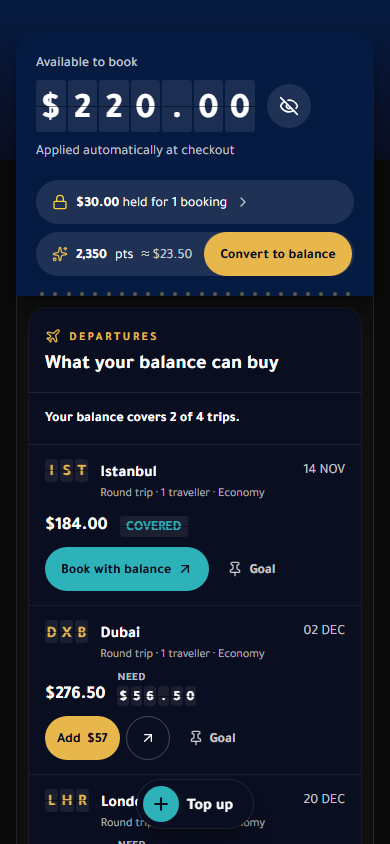 Available to book
$220.00
Applied automatically at checkout
$30.00 held for 1 booking
2,350 pts ≈ $23.50 Convert to balance
DEPARTURES
What your balance can buy
Your balance covers 2 of 4 trips.
IST Istanbul 14 NOV
Round trip · 1 traveller · Economy
$184.00 COVERED
Book with balance Goal
DXB Dubai 02 DEC
Round trip · 1 traveller · Economy
NEED
$276.50 $56.50
Add $57 Goal
LHR 20 DEC
Top up
NEED